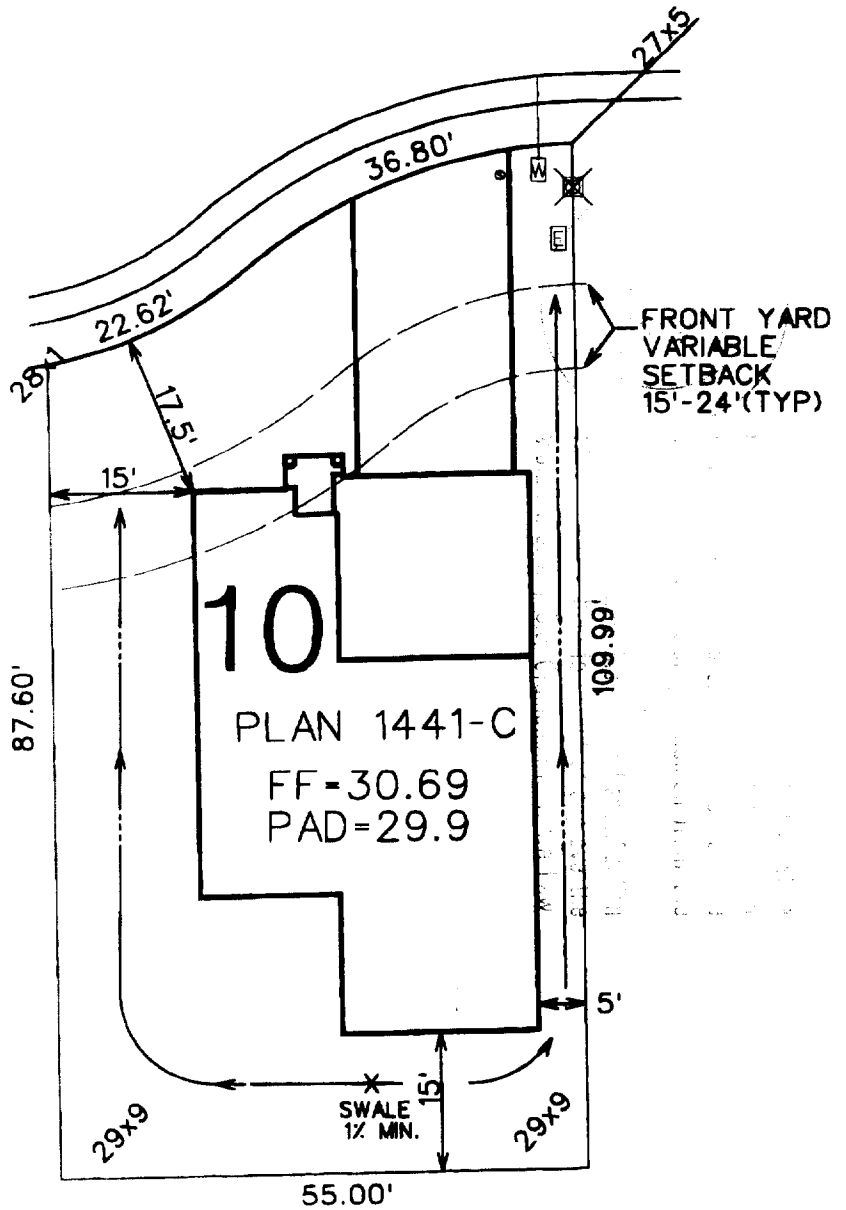 27x5
36.80'
W
E
22.62'
28x1
17.5'
FRONT YARD
VARIABLE
SETBACK
15'-24'(TYP)
15'
10
109.99'
87.60'
PLAN 1441-C
FF=30.69
PAD=29.9
5'
15'
SWALE
1% MIN.
29x9
29x9
55.00'